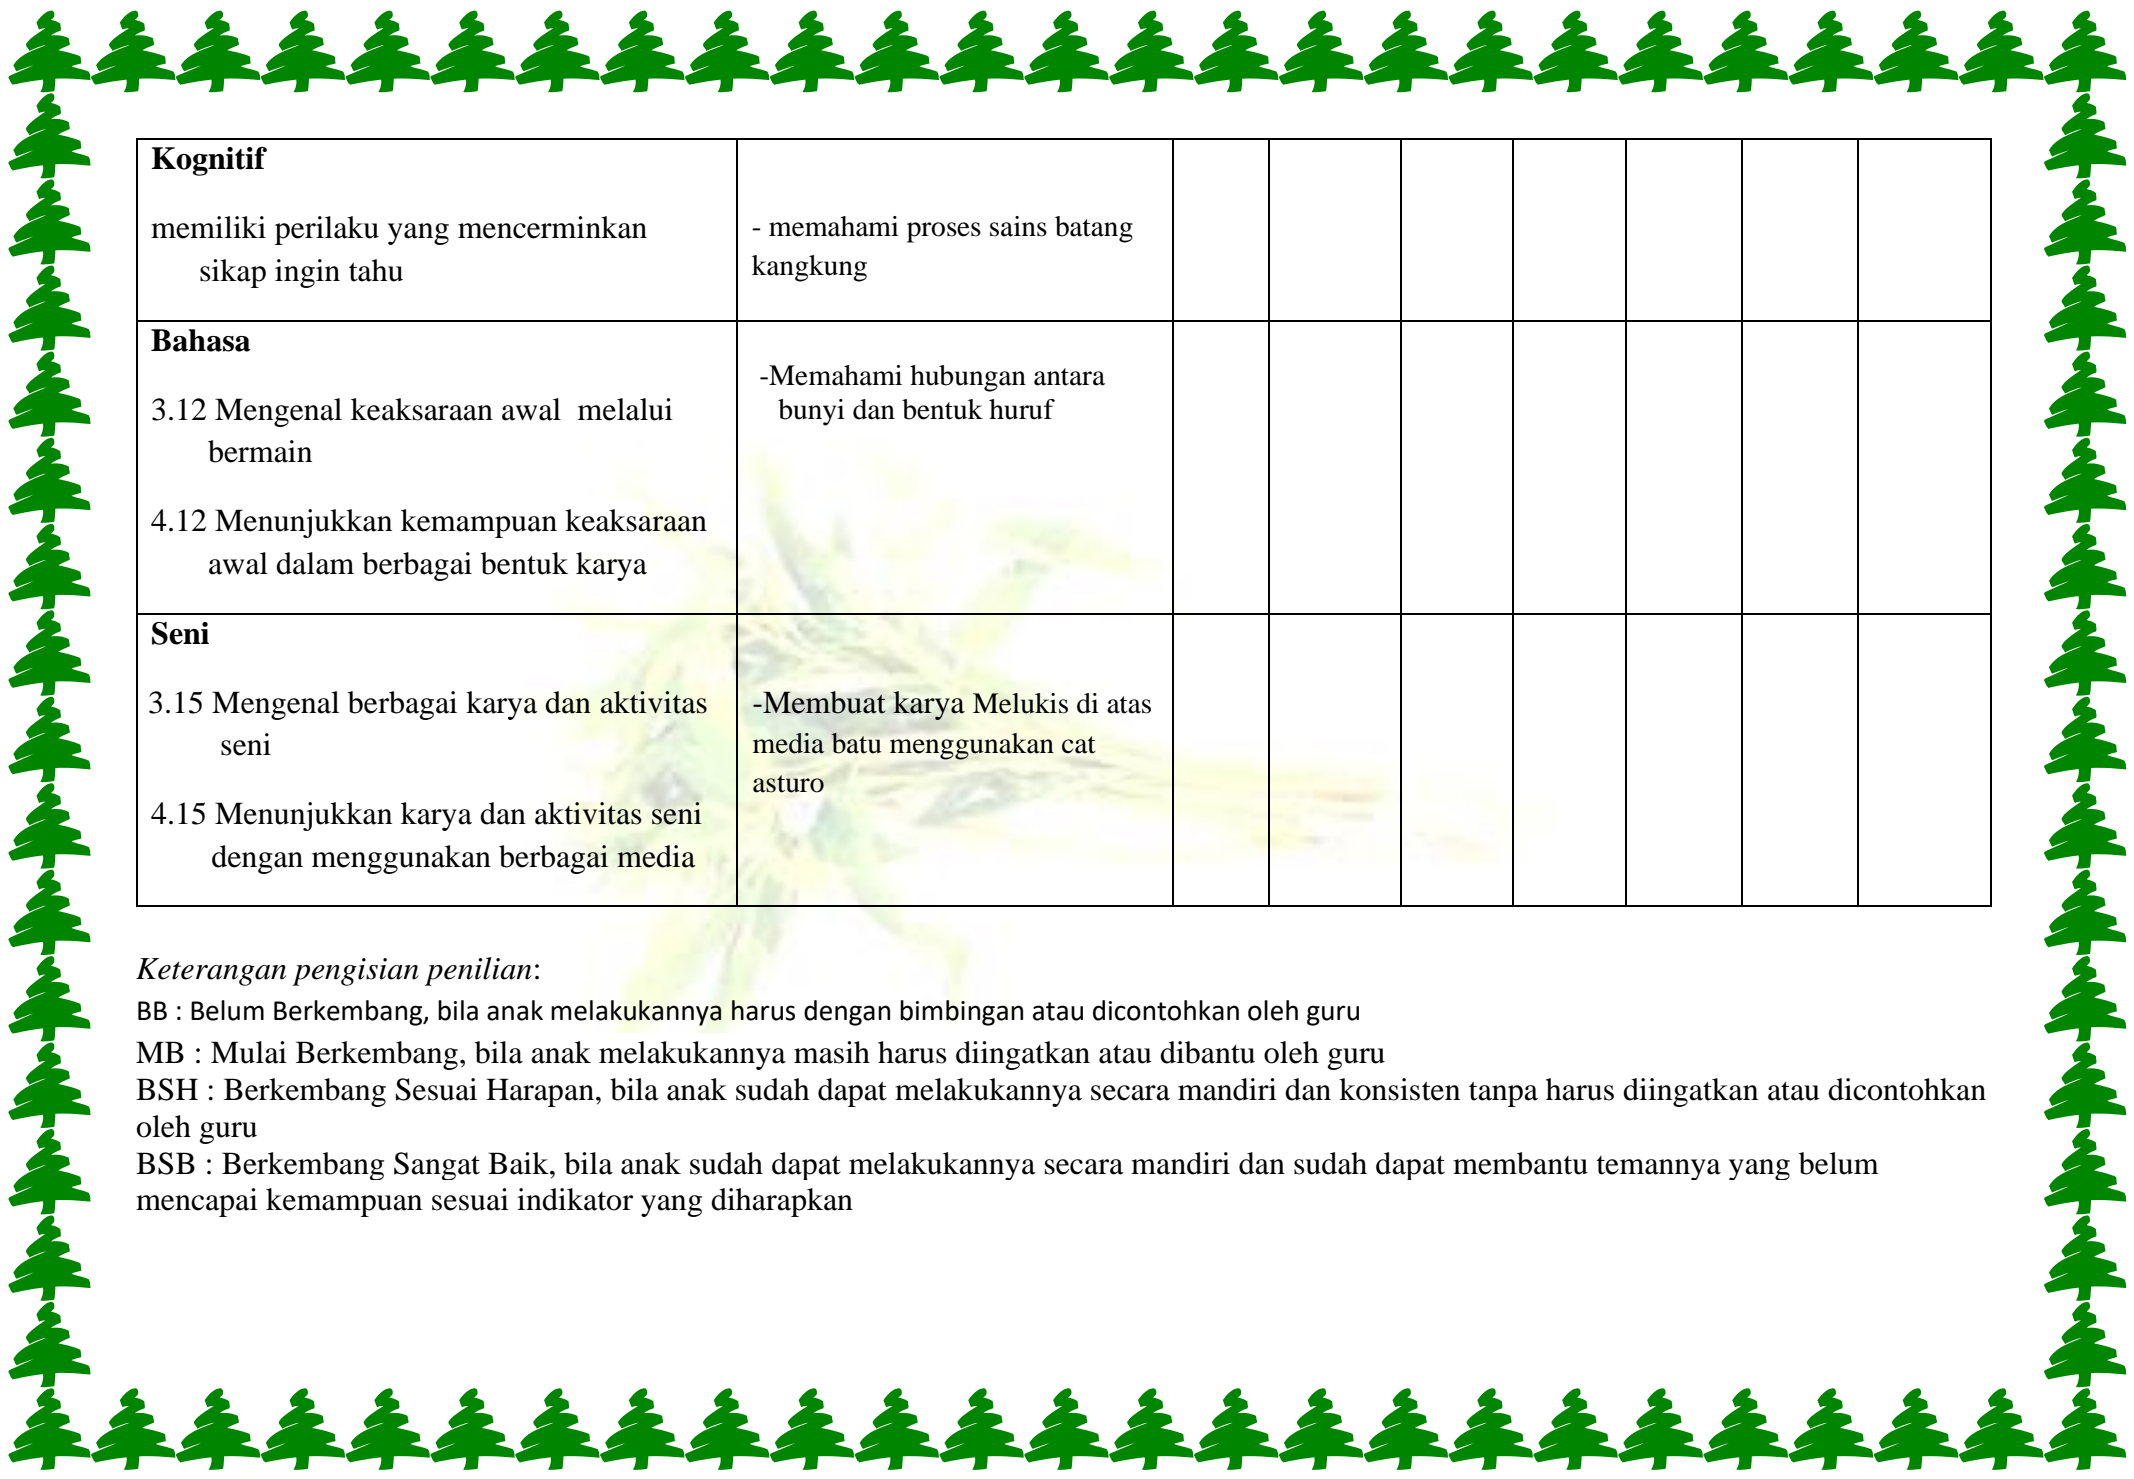 Kognitif
memiliki perilaku yang mencerminkan
sikap ingin tahu
- memahami proses sains batang
kangkung
Bahasa
3.12 Mengenal keaksaraan awal  melalui
bermain
4.12 Menunjukkan kemampuan keaksaraan
awal dalam berbagai bentuk karya
-Memahami hubungan antara
bunyi dan bentuk huruf
Seni
3.15 Mengenal berbagai karya dan aktivitas
seni
4.15 Menunjukkan karya dan aktivitas seni
dengan menggunakan berbagai media
-Membuat karya Melukis di atas
media batu menggunakan cat
asturo
Keterangan pengisian penilian:
BB : Belum Berkembang, bila anak melakukannya harus dengan bimbingan atau dicontohkan oleh guru
MB : Mulai Berkembang, bila anak melakukannya masih harus diingatkan atau dibantu oleh guru
BSH : Berkembang Sesuai Harapan, bila anak sudah dapat melakukannya secara mandiri dan konsisten tanpa harus diingatkan atau dicontohkan
oleh guru
BSB : Berkembang Sangat Baik, bila anak sudah dapat melakukannya secara mandiri dan sudah dapat membantu temannya yang belum
mencapai kemampuan sesuai indikator yang diharapkan